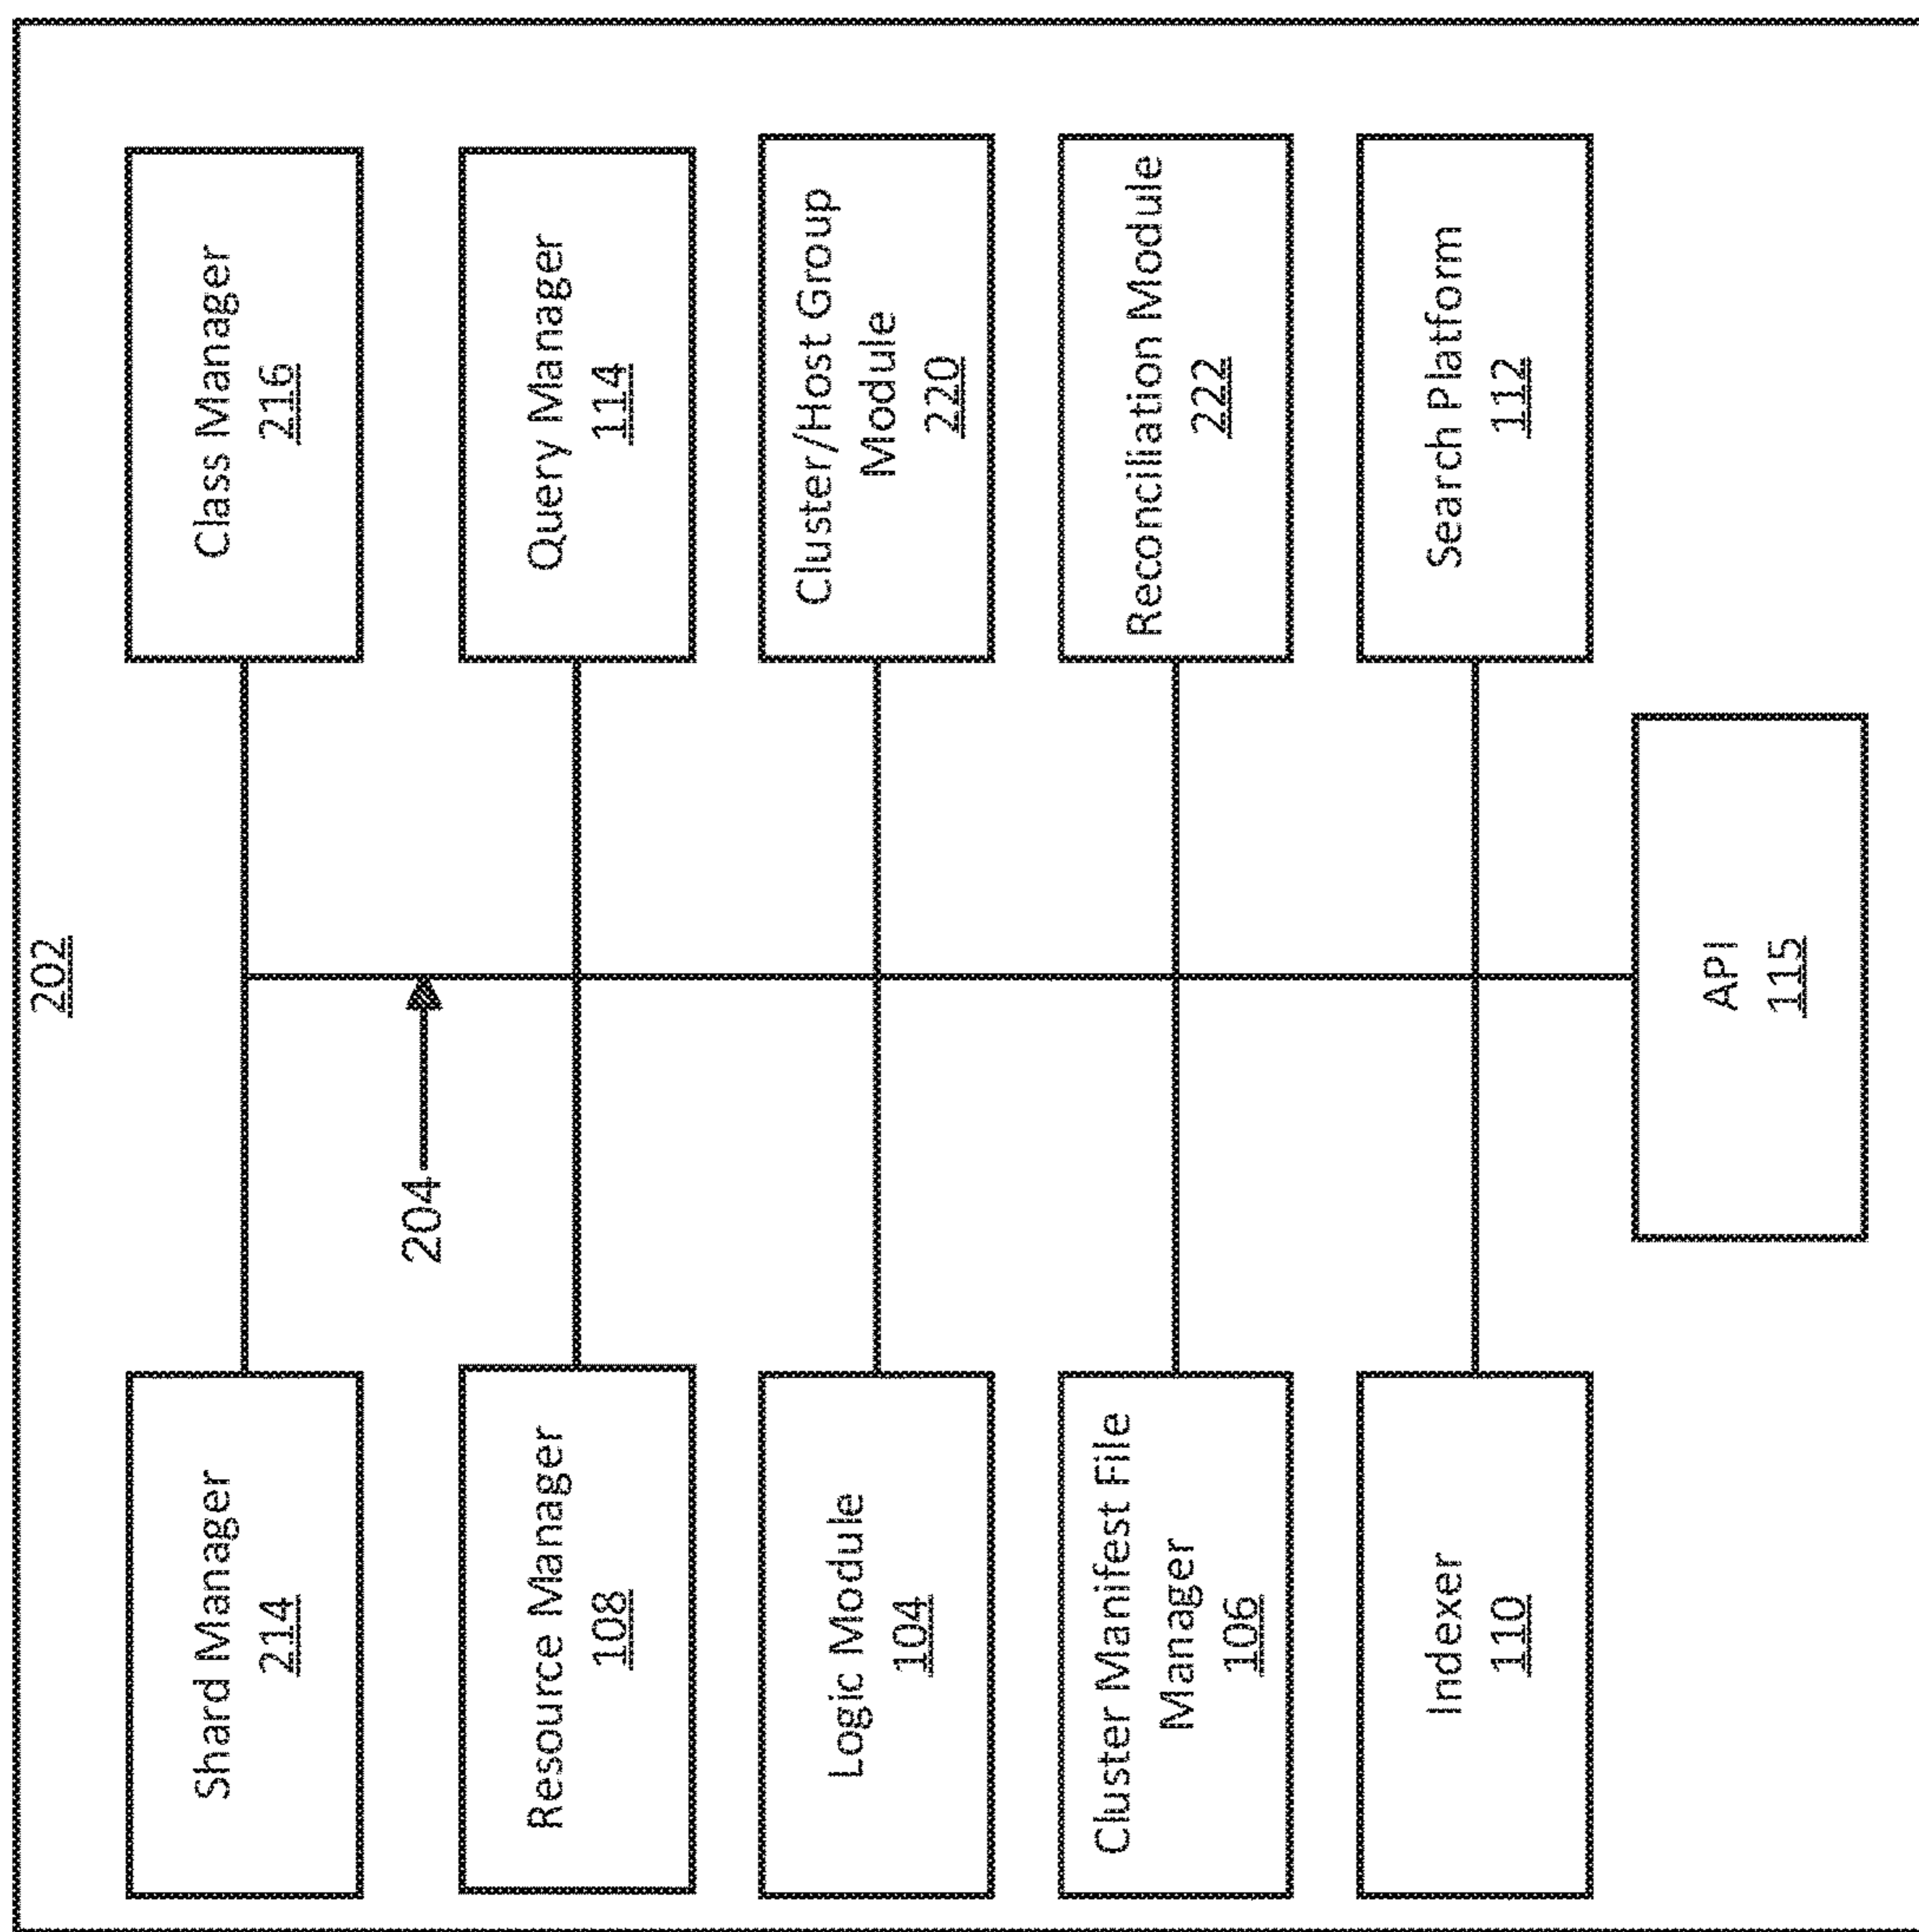 202
Shard Manager
214
Class Manager
216
204
Resource Manager
108
Query Manager
114
Logic Module
104
Cluster/Host Group
Module
220
Cluster Manifest File
Manager
106
Reconciliation Module
222
Indexer
110
Search Platform
112
API
115